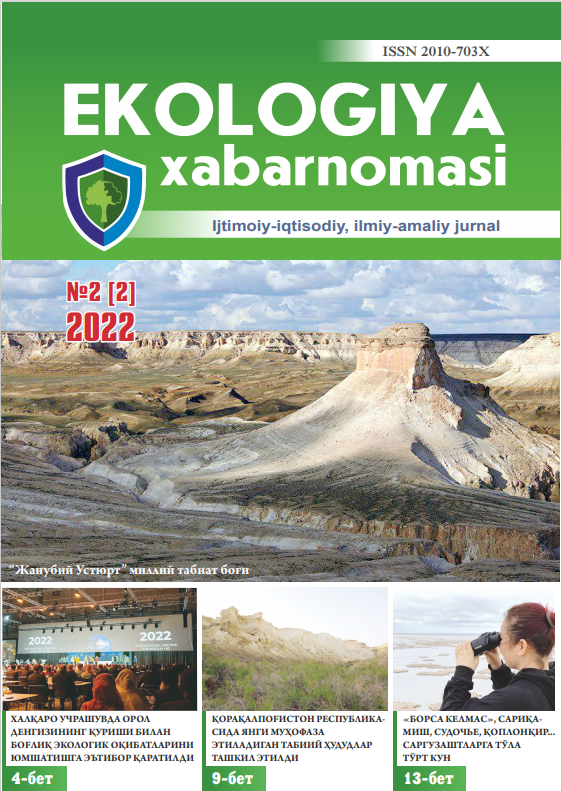 ISSN 2010-703X
EKOLOGIYA
xabarnomasi
Ijtimoiy-iqtisodiy, ilmiy-amaliy jurnal
№2 [2]
2022
“Жанубий Устюрт” миллий табиат боғи
2022
2022
ХАЛҚАРО УЧРАШУВДА ОРОЛ
ДЕНГИЗИНИНГ ҚУРИШИ БИЛАН
БОҒЛИҚ ЭКОЛОГИК ОҚИБАТЛАРИНИ
ЮМШАТИШГА ЭЪТИБОР ҚАРАТИЛДИ
4-бет
ҚОРАҚАЛПОҒИСТОН РЕСПУБЛИКА-
СИДА ЯНГИ МУҲОФАЗА
ЭТИЛАДИГАН ТАБИИЙ ҲУДУДЛАР
ТАШКИЛ ЭТИЛДИ
9-бет
«БОРСА КЕЛМАС», САРИҚА-
МИШ, СУДОЧЬЕ, ҚОПЛОНҚИР...
САРГУЗАШТЛАРГА ТЎЛА
ТЎРТ КУН
13-бет